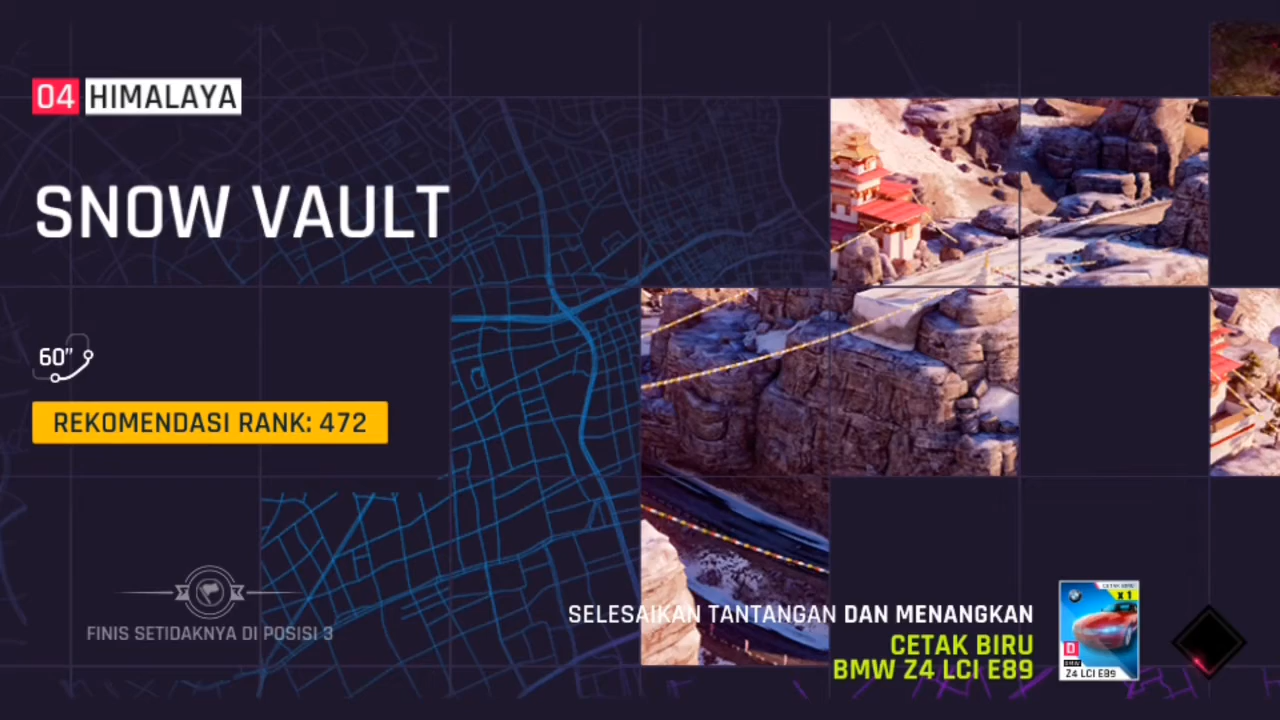 04 HIMALAYA
SNOW VAULT
60"
REKOMENDASI RANK: 472
FINIS SETIDAKNYA DI POSISI 3
SELESAIKAN TANTANGAN DAN MENANGKAN
CETAK BIRU
BMW Z4 LCI E89
CETAK BIRU
X1
D
BMW
Z4 LCI E89